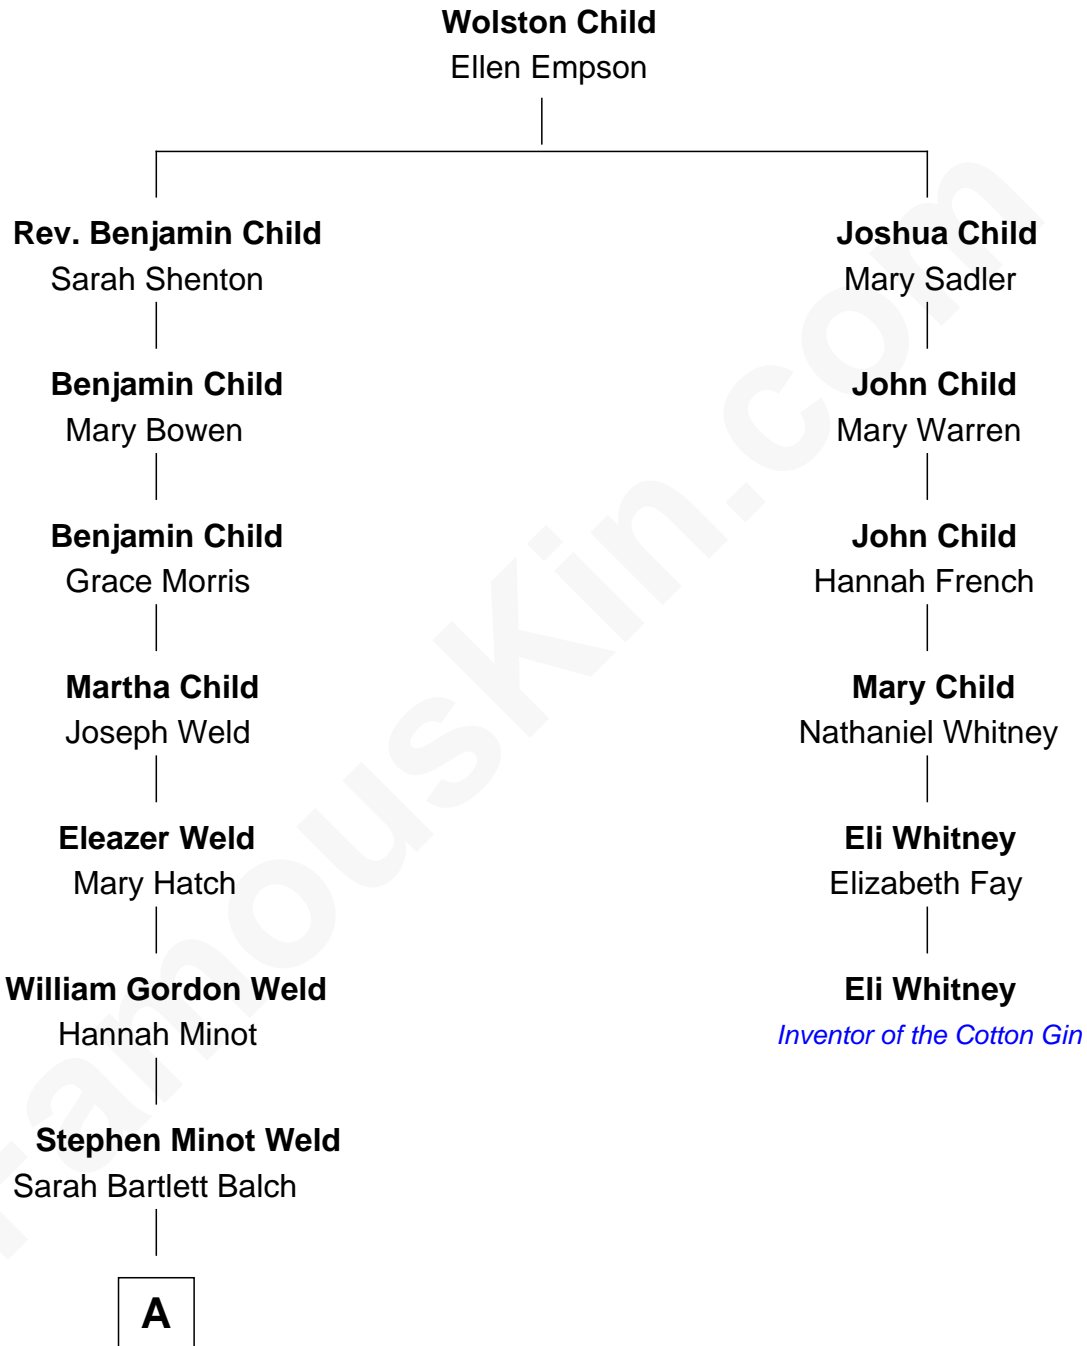 Wolston Child
Ellen Empson
Rev. Benjamin Child
Sarah Shenton
Joshua Child
Mary Sadler
Benjamin Child
Mary Bowen
John Child
Mary Warren
Benjamin Child
Grace Morris
John Child
Hannah French
Martha Child
Joseph Weld
Mary Child
Nathaniel Whitney
Eleazer Weld
Mary Hatch
Eli Whitney
Elizabeth Fay
William Gordon Weld
Hannah Minot
Eli Whitney
Inventor of the Cotton Gin
Stephen Minot Weld
Sarah Bartlett Balch
A
FamousKin.com